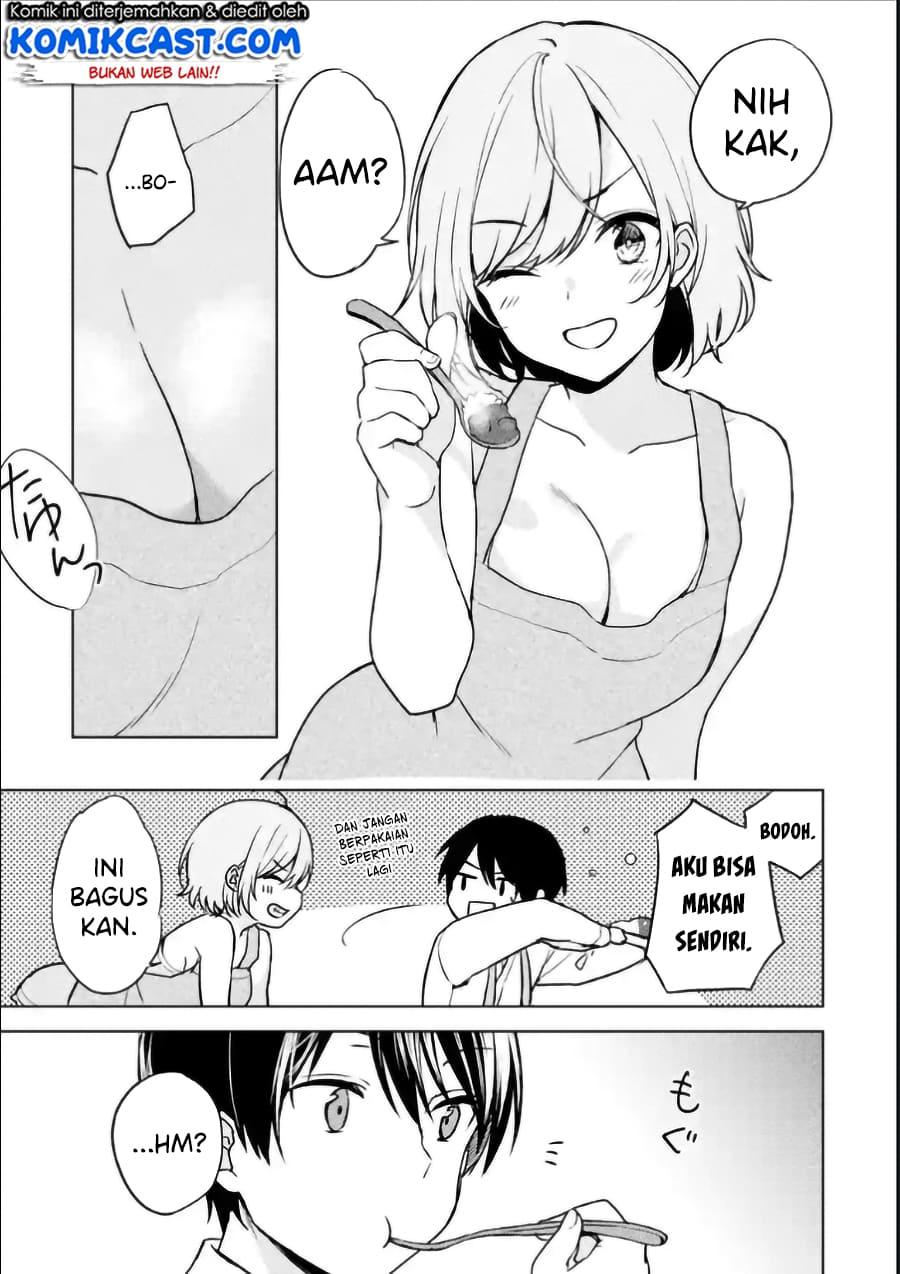 Komik ini diterjemahkan & diedit oleh
KOMIKCAST.COM
BUKAN WEB LAIN!!
NIH
KAK,
AAM?
...BO-
たゆんっ
BODOH.
AKU BISA
MAKAN
SENDIRI.
DAN JANGAN
BERPAKAIAN
SEPERTI ITU
LAGI
INI
BAGUS
KAN.
もぐ
...HM?